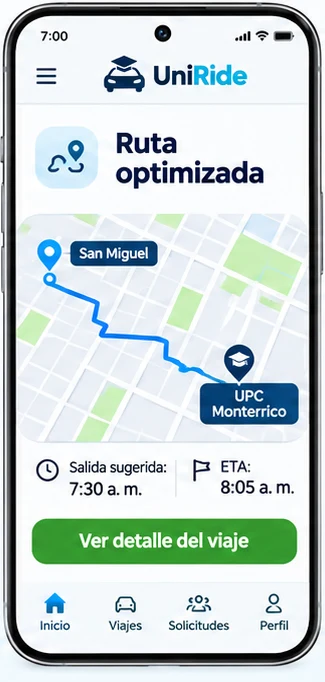 7:00
UniRide
Ruta
optimizada
San Miguel
UPC
Monterrico
Salida sugerida:
7:30 a. m.
ETA:
8:05 a. m.
Ver detalle del viaje
Inicio
Viajes
Solicitudes
Perfil